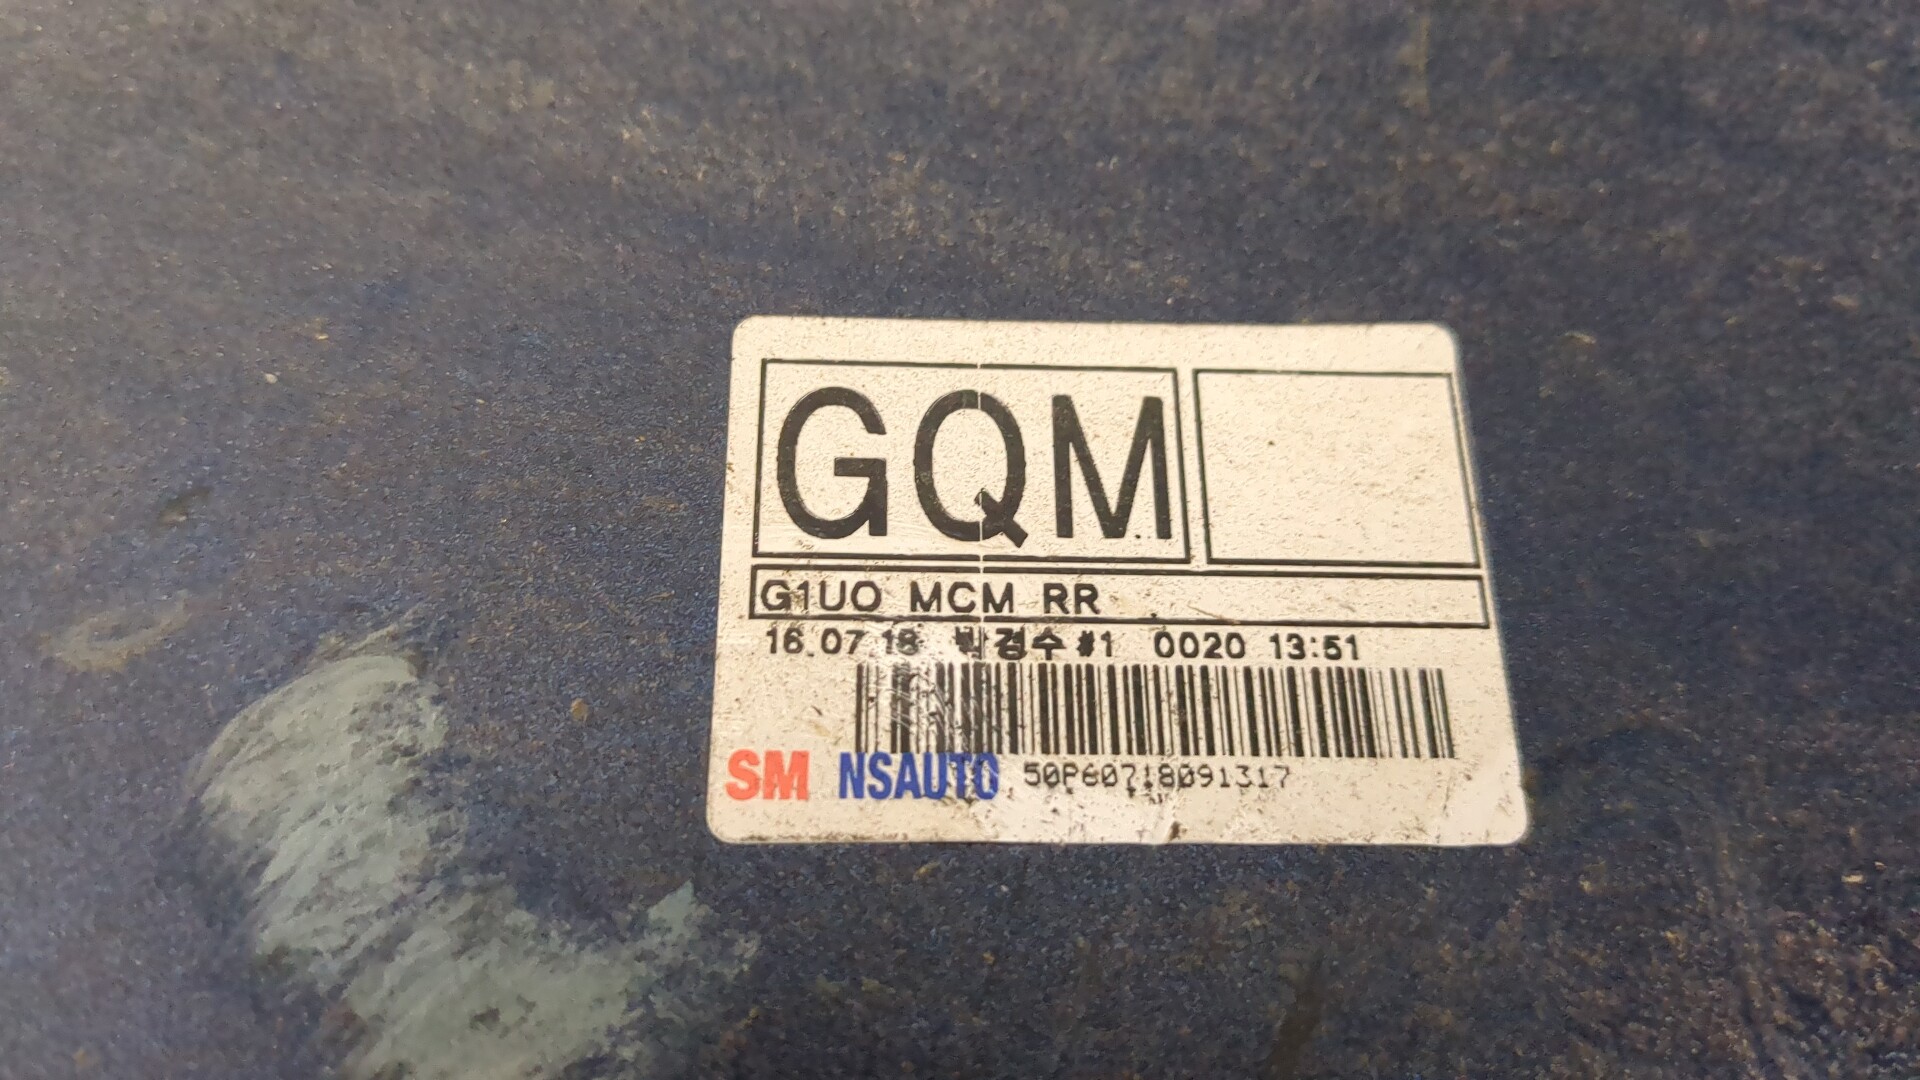 GQM
G1UO MCM RR
16.07.18 박경수 #1 0020 13:51
SM NSAUTO 50P60718091317